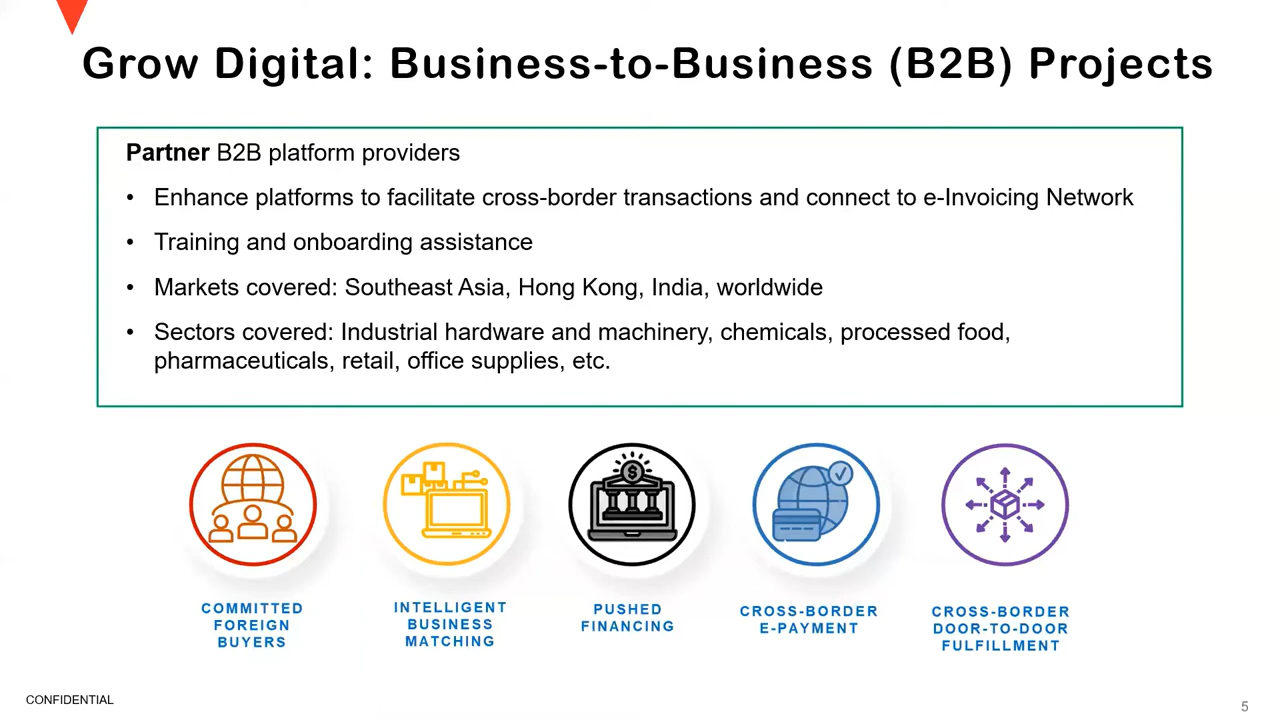 Grow Digital: Business-to-Business (B2B) Projects
Partner B2B platform providers
• Enhance platforms to facilitate cross-border transactions and connect to e-Invoicing Network
• Training and onboarding assistance
• Markets covered: Southeast Asia, Hong Kong, India, worldwide
• Sectors covered: Industrial hardware and machinery, chemicals, processed food,
pharmaceuticals, retail, office supplies, etc.
$
COMMITTED
FOREIGN
BUYERS
INTELLIGENT
BUSINESS
MATCHING
PUSHED
FINANCING
CROSS-BORDER
E-PAYMENT
CROSS-BORDER
DOOR-TO-DOOR
FULFILLMENT
CONFIDENTIAL
5